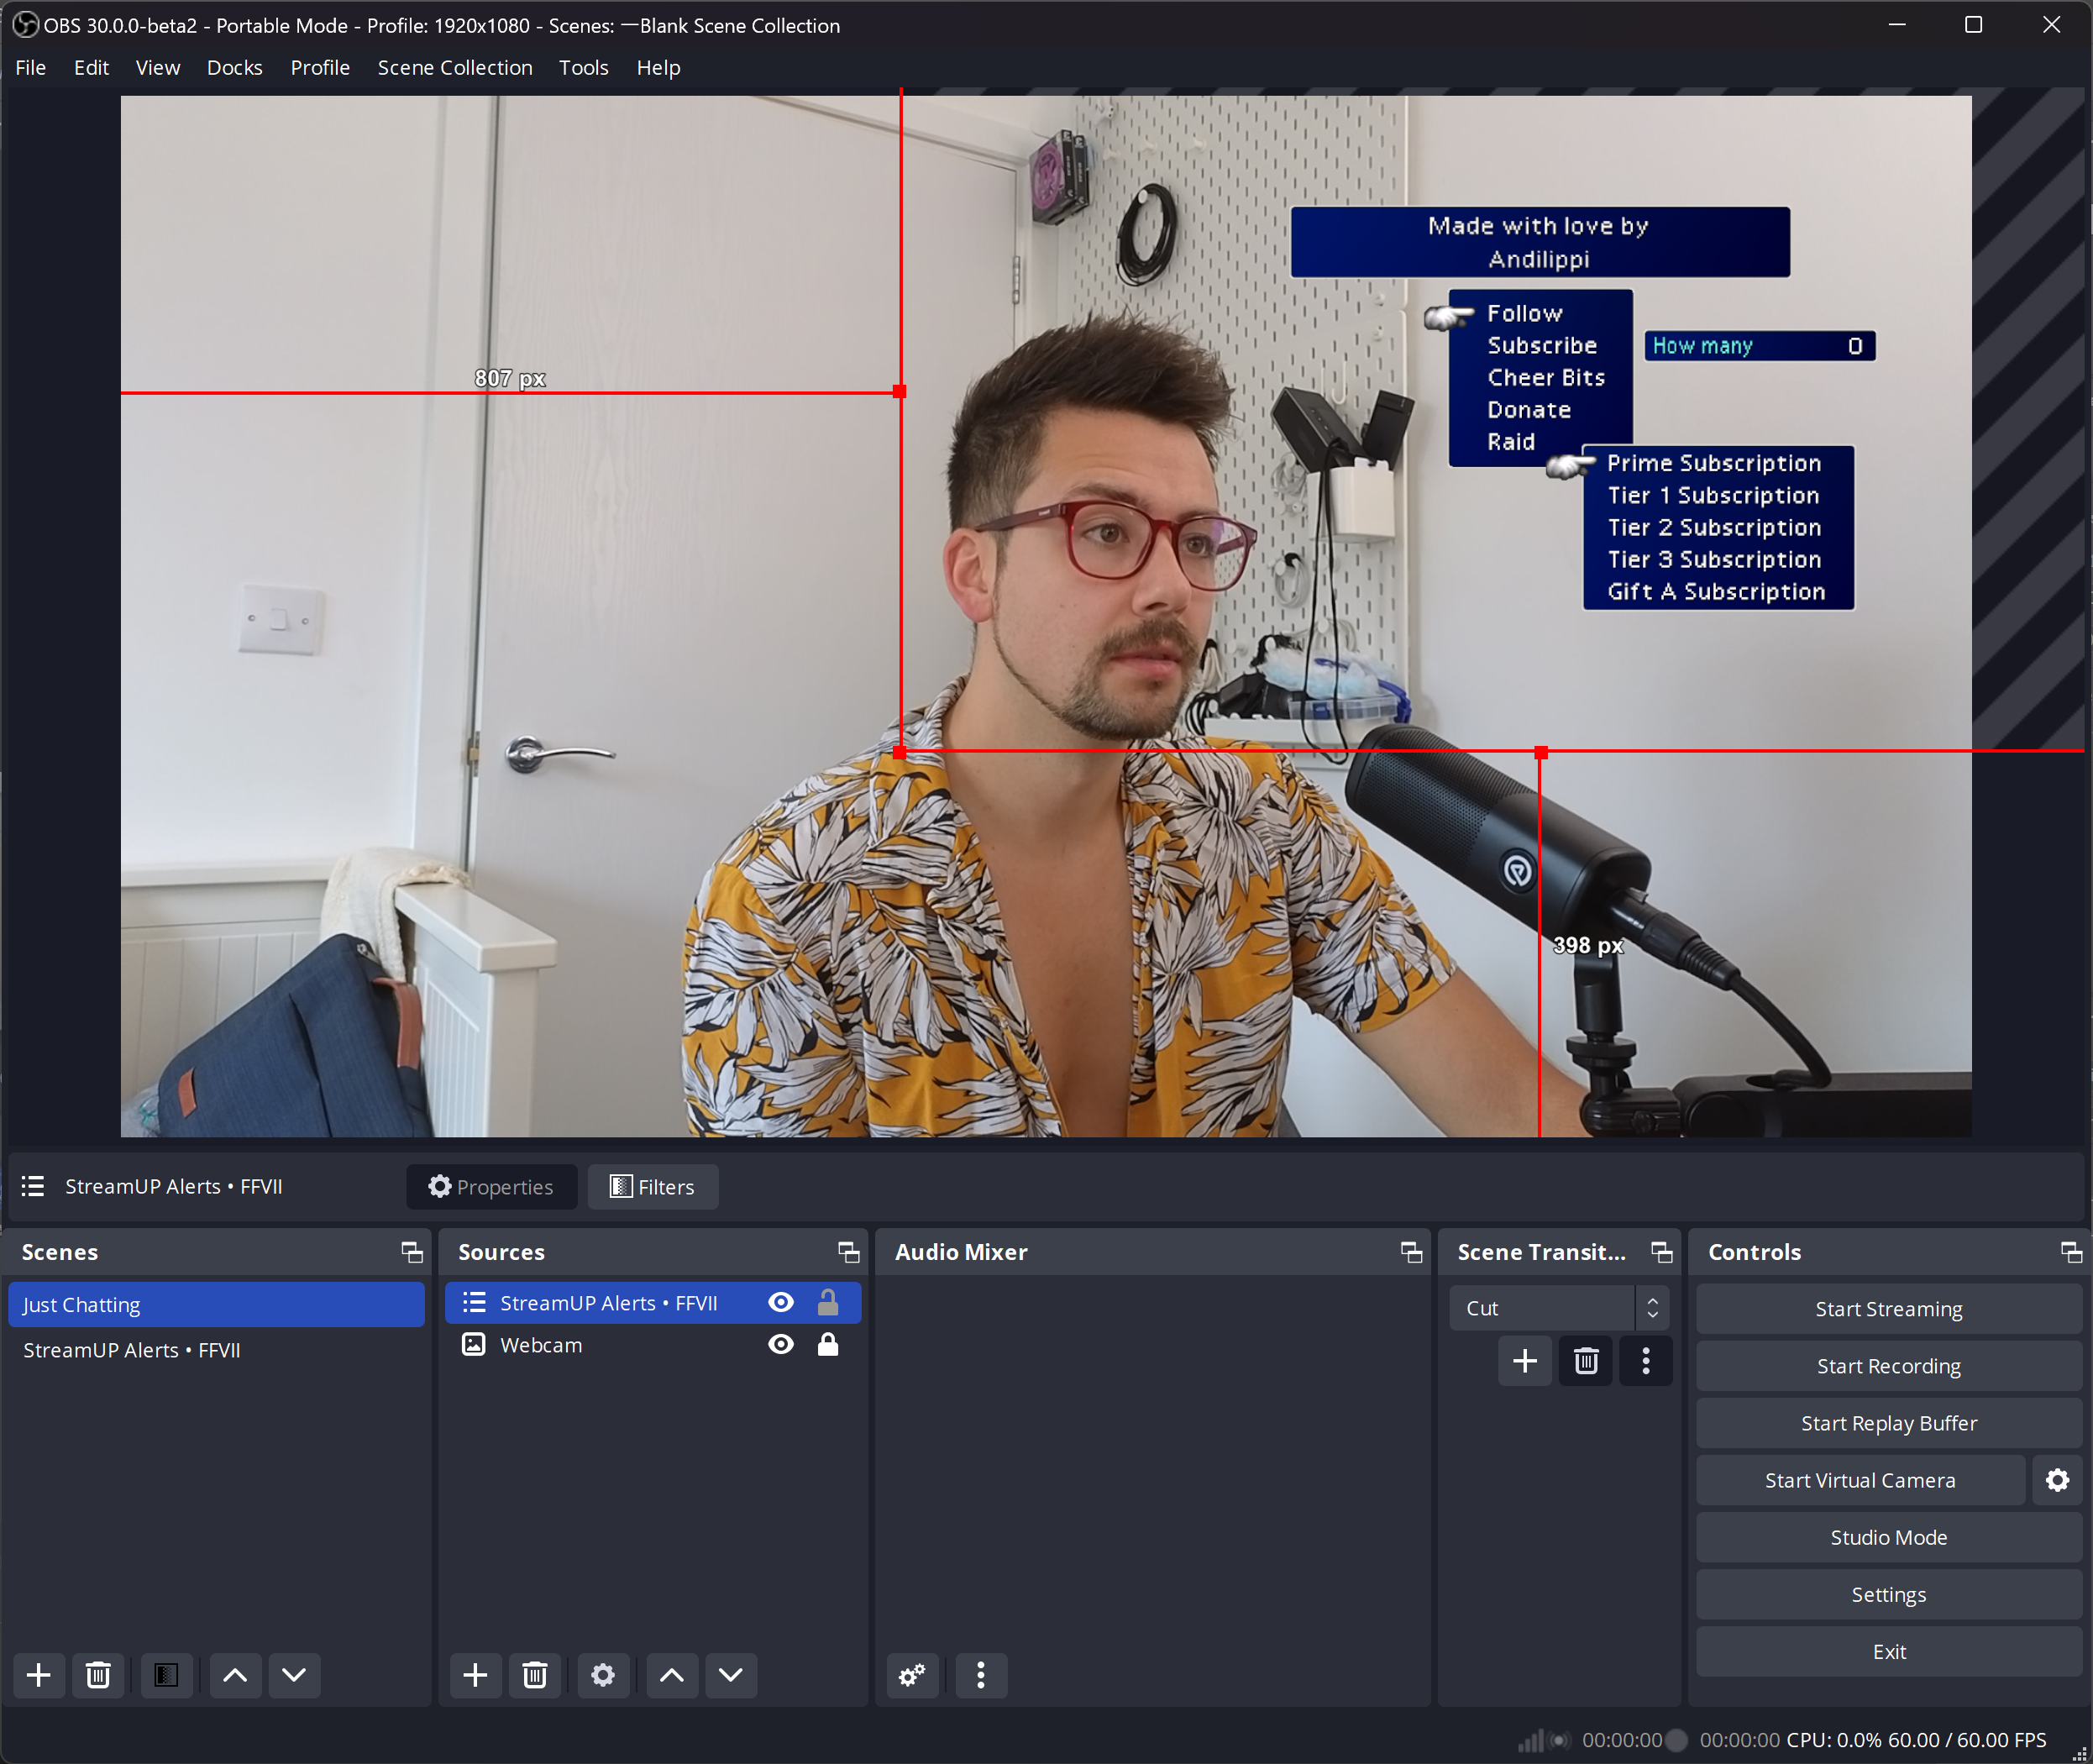 OBS 30.0.0-beta2 - Portable Mode - Profile: 1920x1080 - Scenes: —Blank Scene Collection
File Edit View Docks Profile Scene Collection Tools Help
Made with love by
Andilippi
Follow
Subscribe
How many 0
807 px
Cheer Bits
Donate
Raid
Prime Subscription
Tier 1 Subscription
Tier 2 Subscription
Tier 3 Subscription
Gift A Subscription
398 px
StreamUP Alerts • FFVII Properties Filters
Scenes
Just Chatting
StreamUP Alerts • FFVII
Sources
StreamUP Alerts • FFVII
Webcam
Audio Mixer
Scene Transit...
Cut
Controls
Start Streaming
Start Recording
Start Replay Buffer
Start Virtual Camera
Studio Mode
Settings
Exit
00:00:00 00:00:00 CPU: 0.0% 60.00 / 60.00 FPS